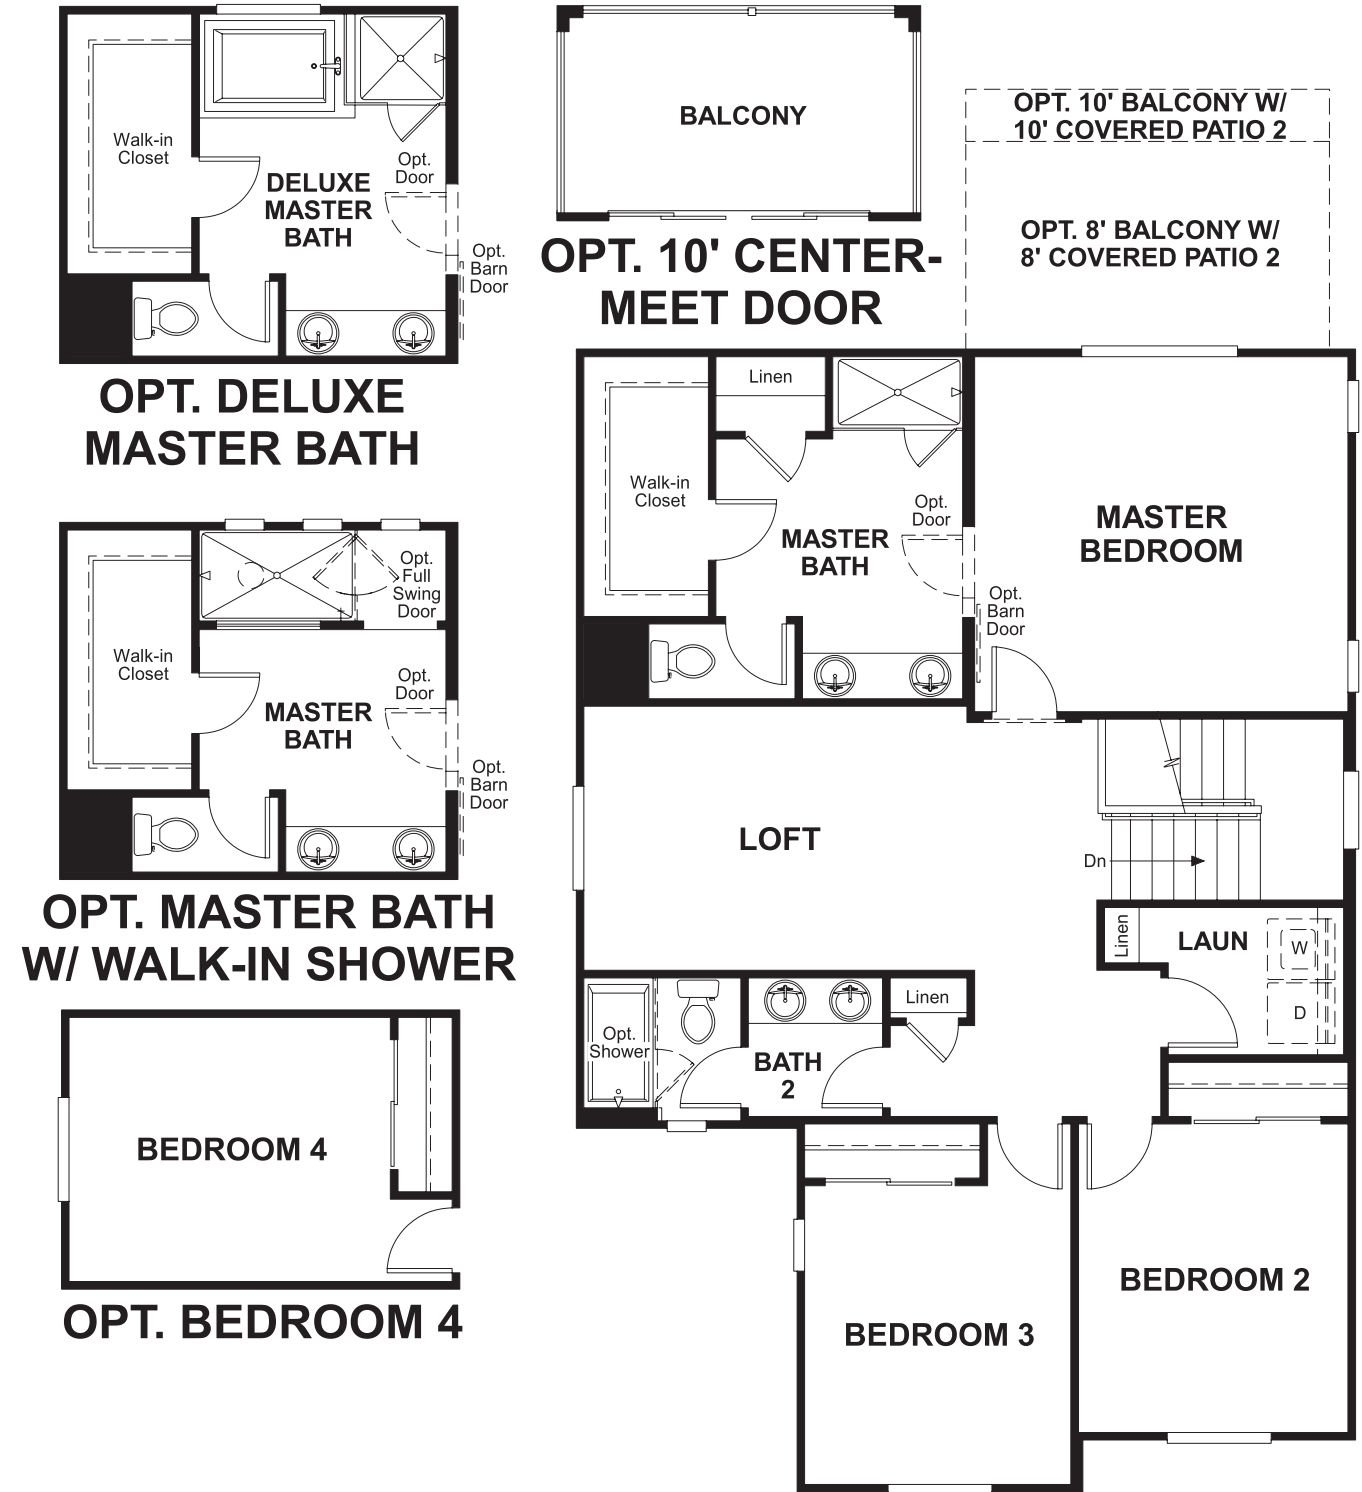 Walk-in
Closet
DELUXE
MASTER
BATH
Opt.
Door
Opt.
Barn
Door
OPT. DELUXE
MASTER BATH
BALCONY
OPT. 10' CENTER-
MEET DOOR
OPT. 10' BALCONY W/
10' COVERED PATIO 2
OPT. 8' BALCONY W/
8' COVERED PATIO 2
Opt.
Full
Swing
Door
Walk-in
Closet
MASTER
BATH
Opt.
Door
Opt.
Barn
Door
OPT. MASTER BATH
W/ WALK-IN SHOWER
BEDROOM 4
OPT. BEDROOM 4
Linen
Walk-in
Closet
MASTER
BATH
Opt.
Door
Opt.
Barn
Door
MASTER
BEDROOM
LOFT
Dn
Linen
LAUN
W
D
Opt.
Shower
BATH
2
Linen
BEDROOM 3
BEDROOM 2